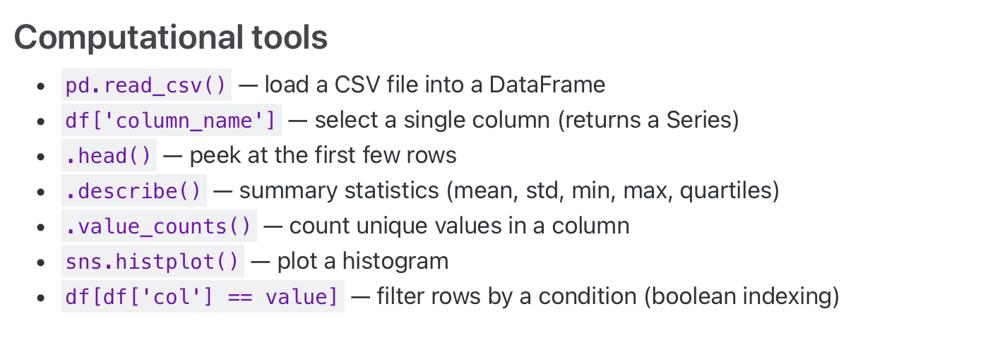 Computational tools
• pd.read_csv() — load a CSV file into a DataFrame
• df['column_name'] — select a single column (returns a Series)
• .head() — peek at the first few rows
• .describe() — summary statistics (mean, std, min, max, quartiles)
• .value_counts() — count unique values in a column
• sns.histplot() — plot a histogram
• df[df['col'] == value] — filter rows by a condition (boolean indexing)